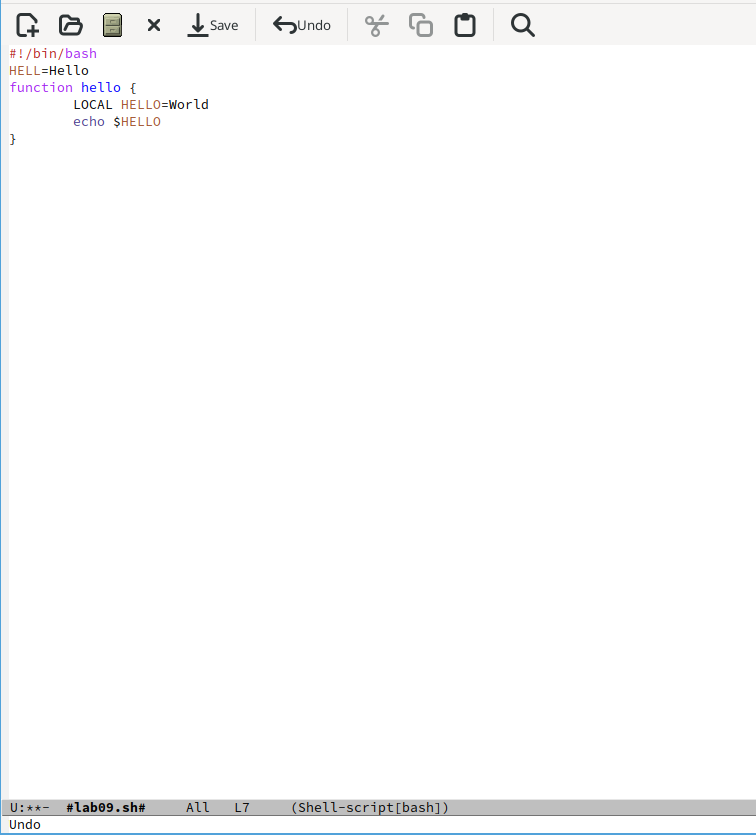 Save Undo
#!/bin/bash
HELL=Hello
function hello {
        LOCAL HELLO=World
        echo $HELLO
}
U:**-  #lab09.sh#     All   L7     (Shell-script[bash])
Undo